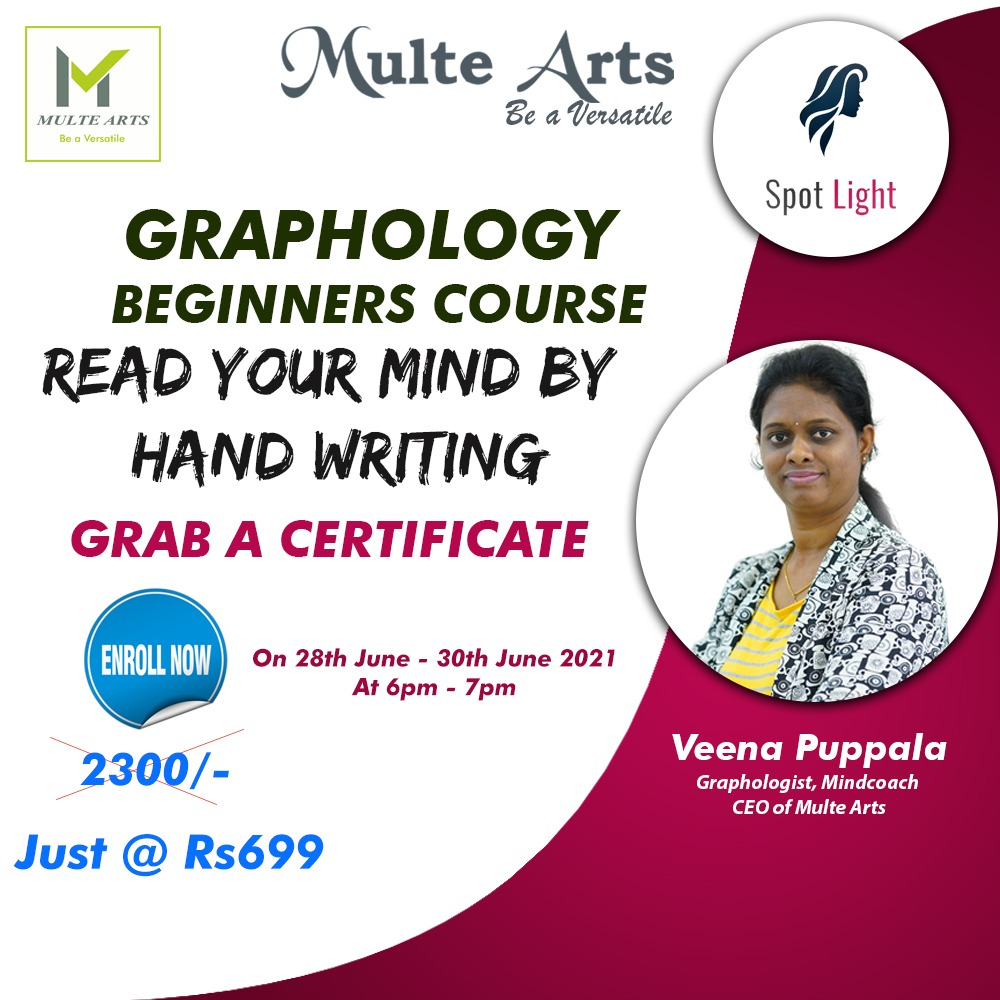 MULTE ARTS
Be a Versatile
Multe Arts
Be a Versatile
Spot Light
GRAPHOLOGY
BEGINNERS COURSE
READ YOUR MIND BY
HAND WRITING
GRAB A CERTIFICATE
ENROLL NOW
On 28th June - 30th June 2021
At 6pm - 7pm
2300/-
Just @ Rs699
Veena Puppala
Graphologist, Mindcoach
CEO of Multe Arts